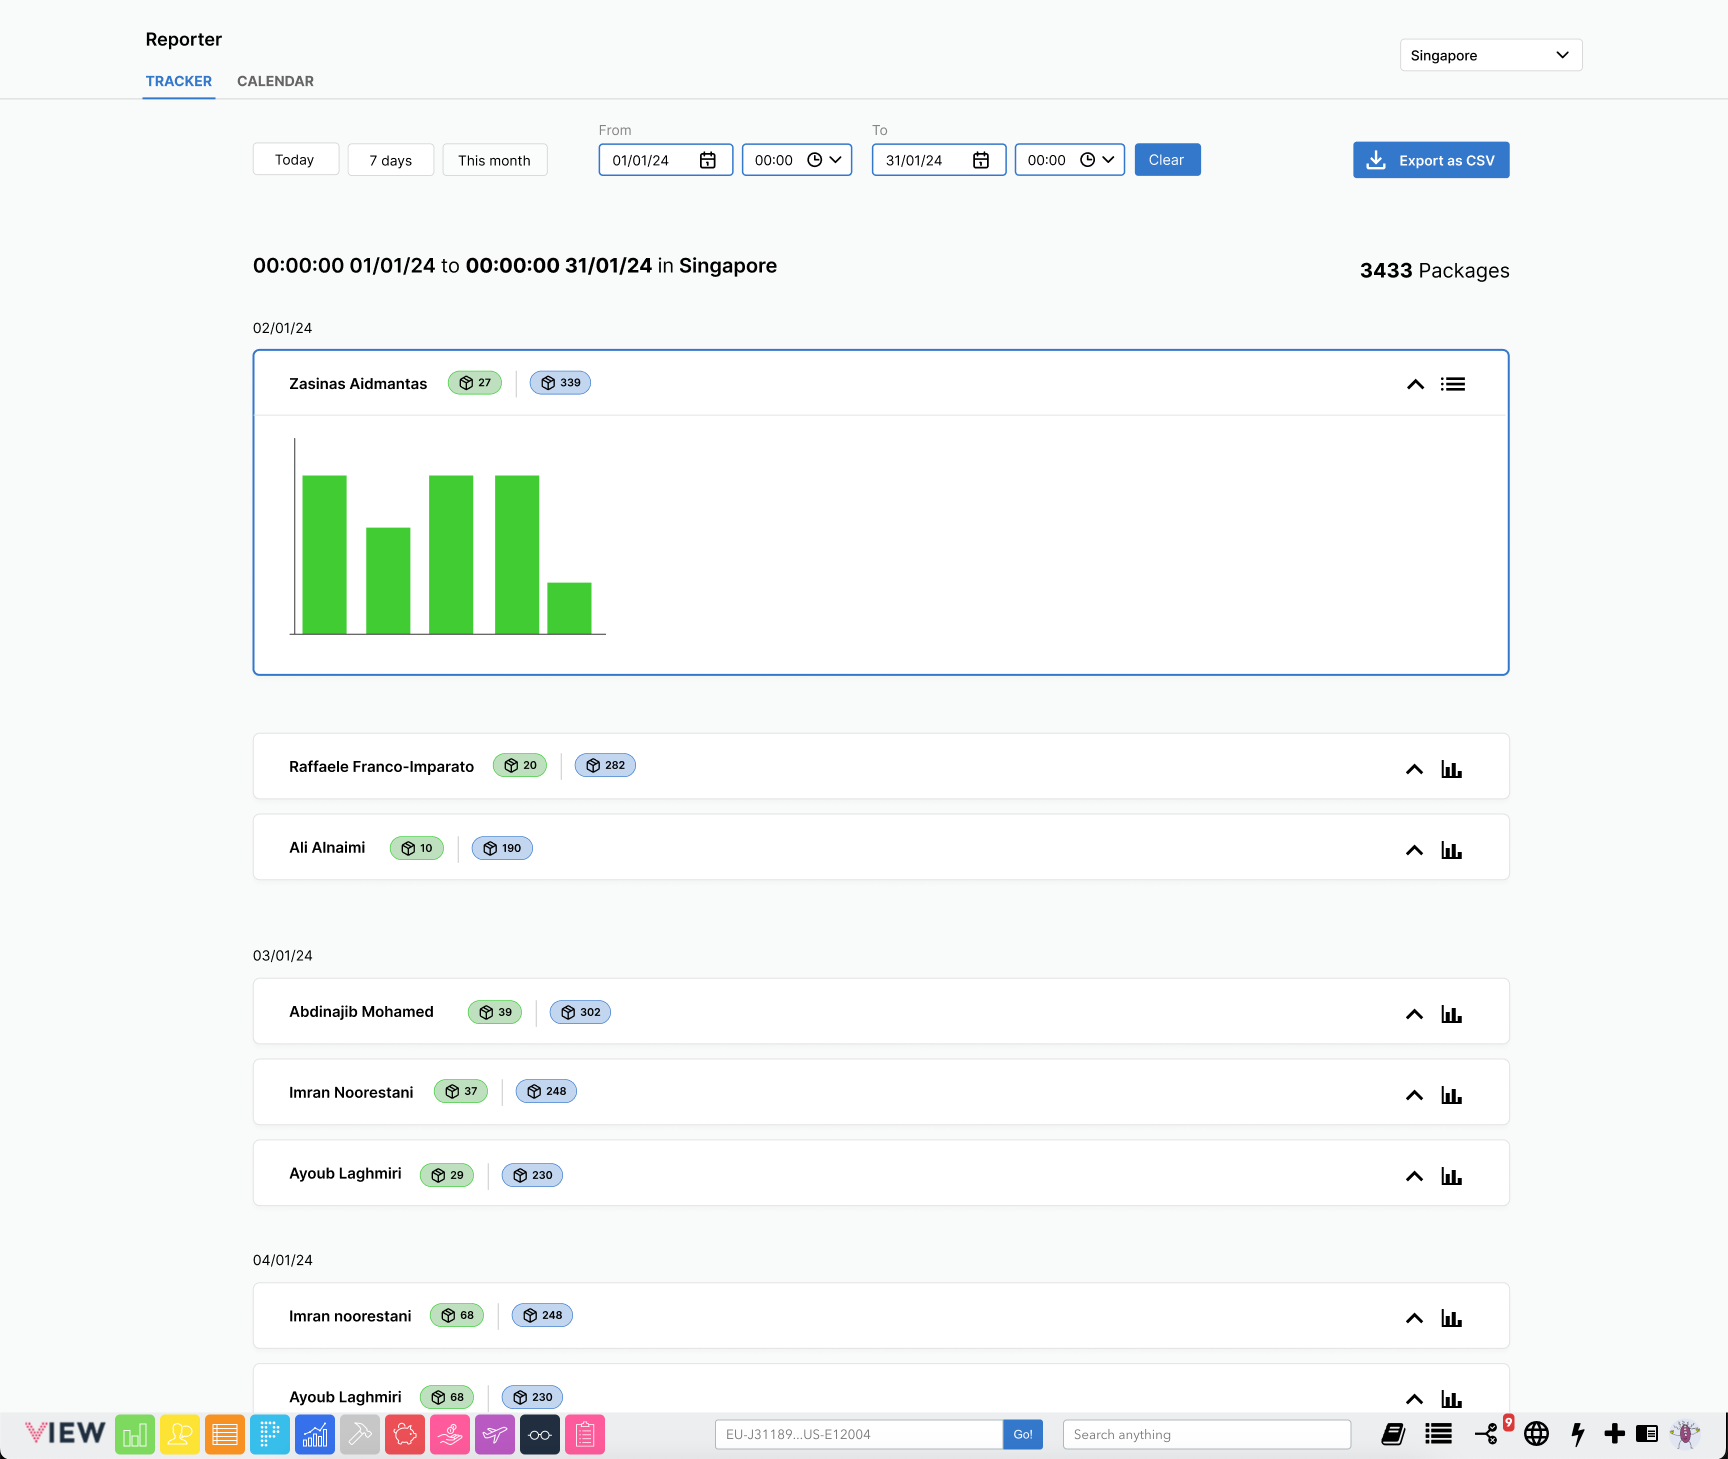 Reporter
Singapore
TRACKER CALENDAR
From To
Today 7 days This month 01/01/24 00:00 31/01/24 00:00 Clear Export as CSV
00:00:00 01/01/24 to 00:00:00 31/01/24 in Singapore
3433 Packages
02/01/24
Zasinas Aidmantas 27 339
Raffaele Franco-Imparato 20 282
Ali Alnaimi 10 190
03/01/24
Abdinajib Mohamed 39 302
Imran Noorestani 37 248
Ayoub Laghmiri 29 230
04/01/24
Imran noorestani 68 248
Ayoub Laghmiri 68 230
VIEW EU-J31189...US-E12004 Go! Search anything 9